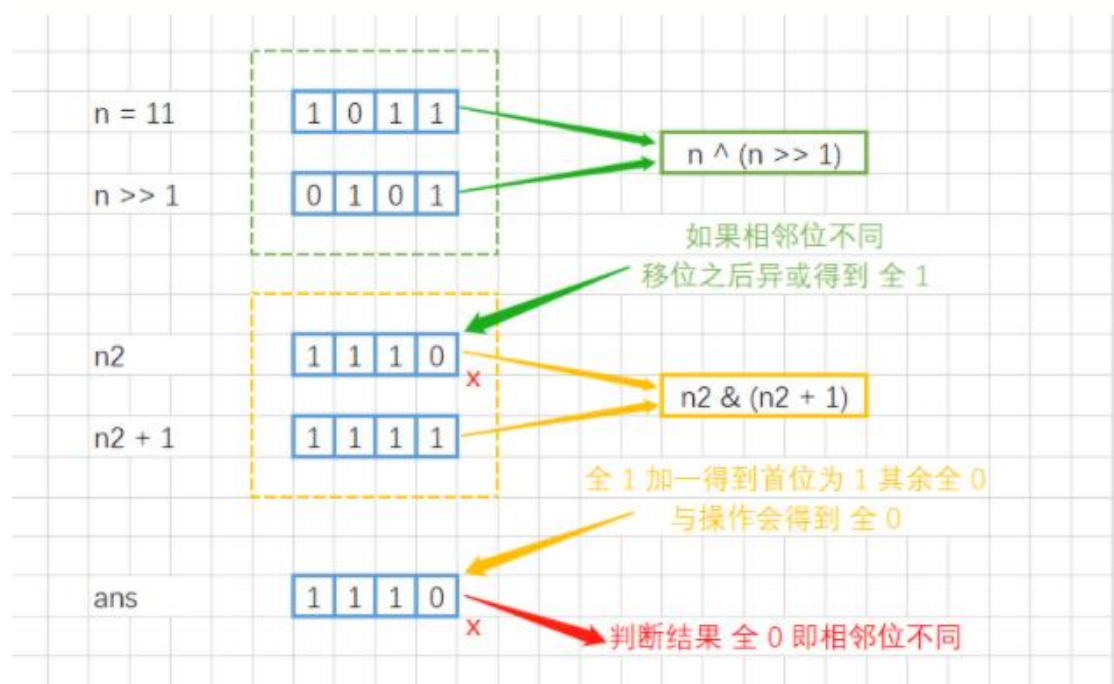 n = 11
1 0 1 1
n ^ (n >> 1)
n >> 1
0 1 0 1
如果相邻位不同
移位之后异或得到 全 1
n2
1 1 1 0
x
n2 & (n2 + 1)
n2 + 1
1 1 1 1
全 1 加一得到首位为 1 其余全 0
与操作会得到 全 0
ans
1 1 1 0
x
判断结果 全 0 即相邻位不同